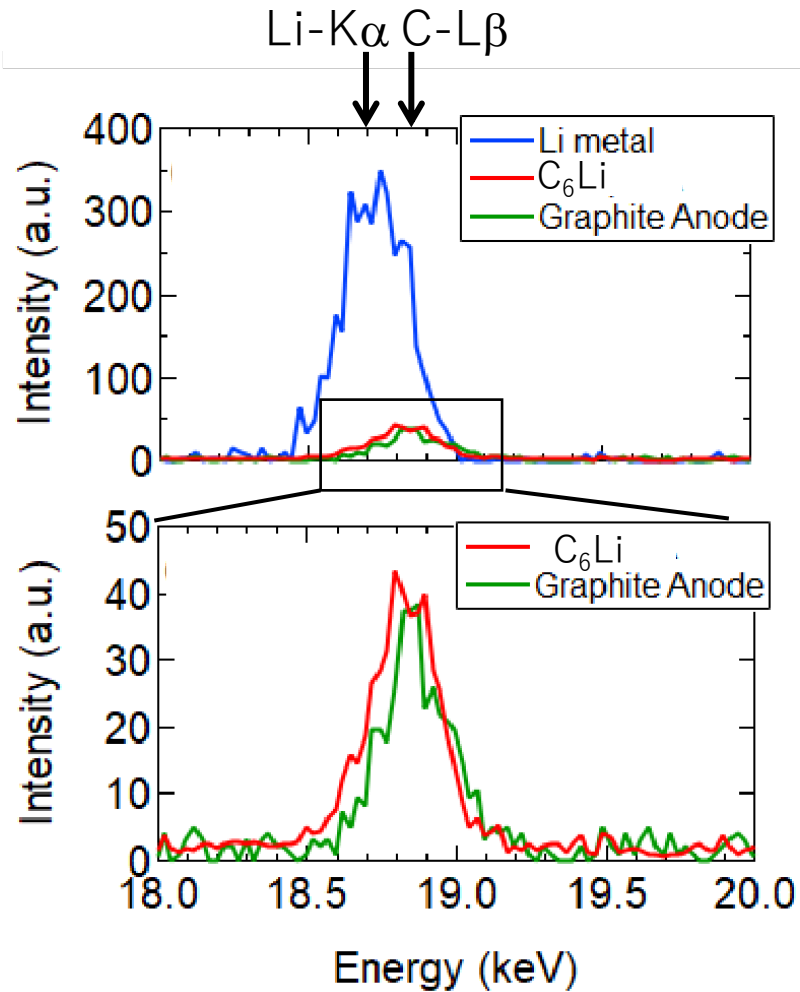 Li-Kα C-Lβ
400
300
200
100
0
Intensity (a.u.)
Li metal
C₆Li
Graphite Anode
50
40
30
20
10
0
Intensity (a.u.)
C₆Li
Graphite Anode
18.0 18.5 19.0 19.5 20.0
Energy (keV)